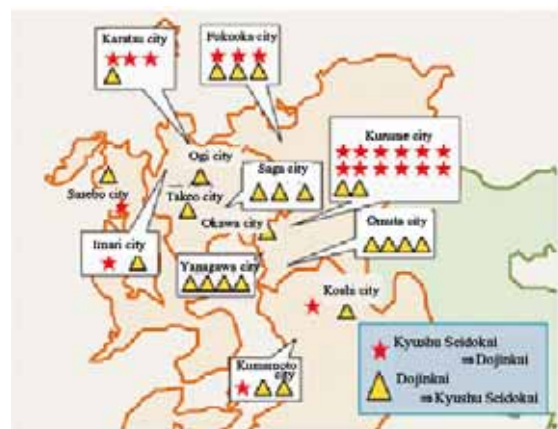 Karatsu city
Fukuoka city
Kurume city
Ogi city
Saga city
Sasebo city
Takeo city
Okawa city
Omuta city
Imari city
Yanagawa city
Koshi city
Kumamoto
city
Kyushu Seidokai
⇒Dojinkai
Dojinkai
⇒Kyushu Seidokai